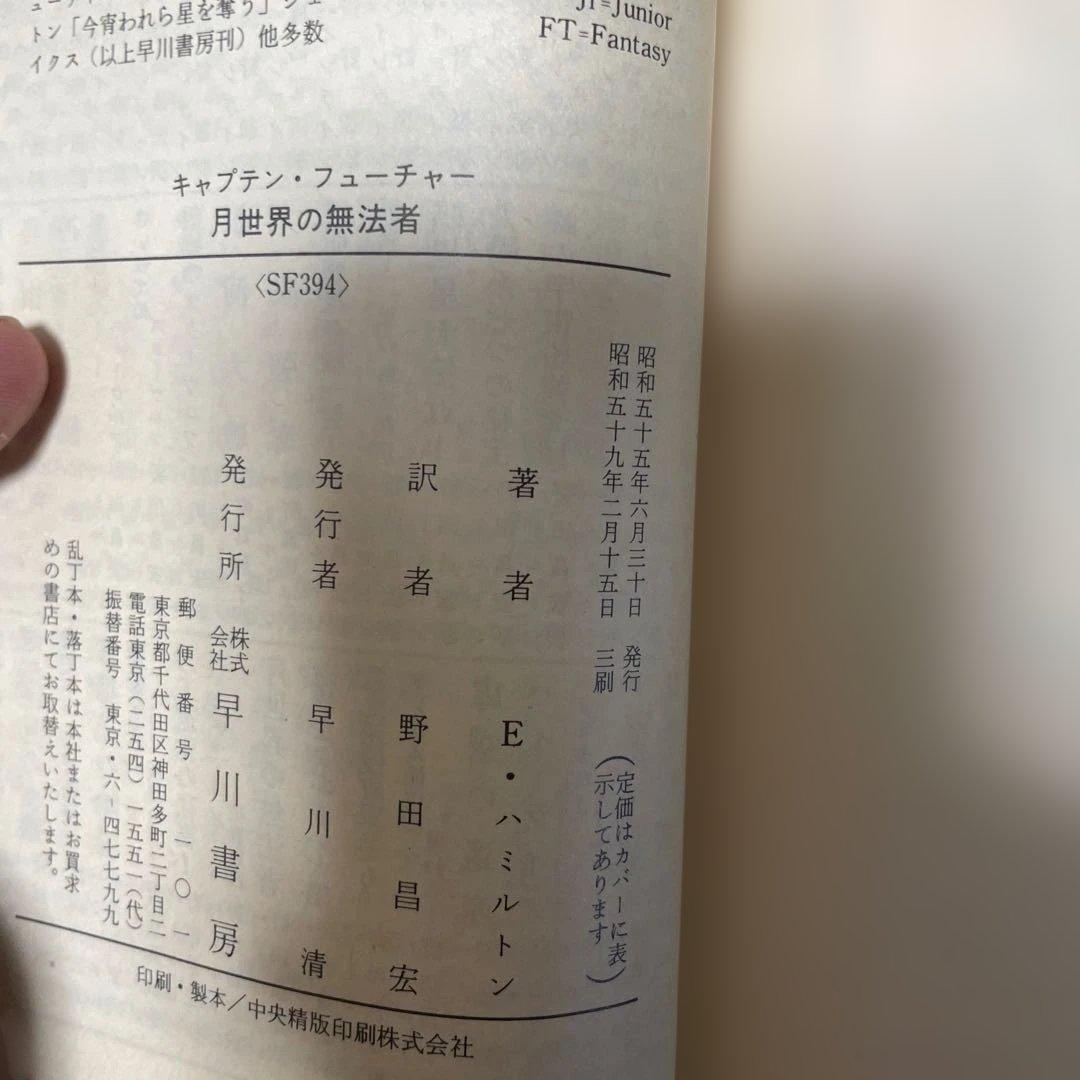 トン「今宵われら星を奪う」シェ
イクス(以上早川書房刊)他多数
=Junior
FT=Fantasy
キャプテン・フューチャー
月世界の無法者
〈SF394〉
昭和五十五年六月三十日 発行
昭和五十九年二月十五日 三刷
(定価はカバーに表
示してあります)
著者 E・ハミルトン
訳者 野田昌宏
発行者 早川清
発行所 株式会社 早川書房
郵便番号 一〇一
東京都千代田区神田多町二丁目二
電話東京(二五四)一五五一(代)
振替番号 東京・六-四七七九九
乱丁本・落丁本は本社またはお買求
めの書店にてお取替えいたします。
印刷・製本/中央精版印刷株式会社